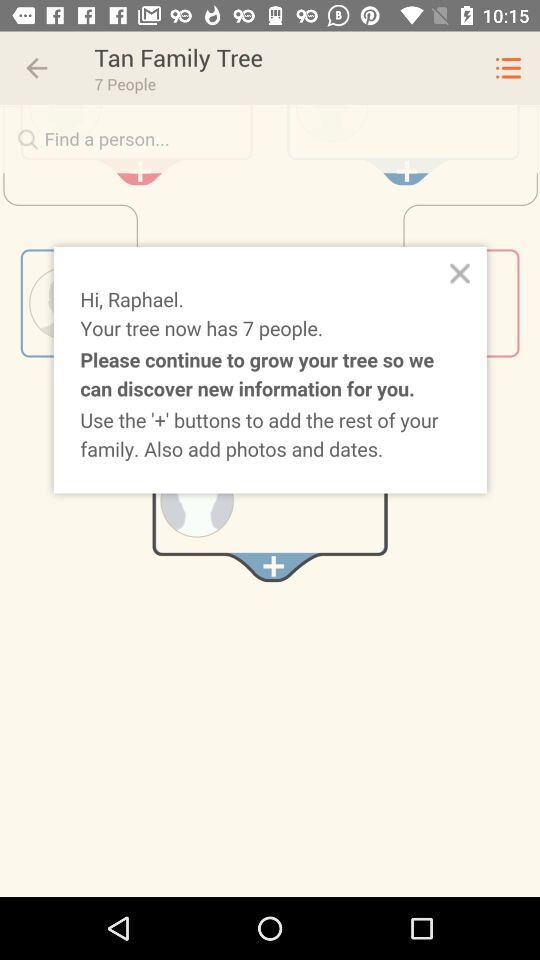 10:15
Tan Family Tree
7 People
Find a person...
Hi, Raphael.
Your tree now has 7 people.
Please continue to grow your tree so we
can discover new information for you.
Use the '+' buttons to add the rest of your
family. Also add photos and dates.